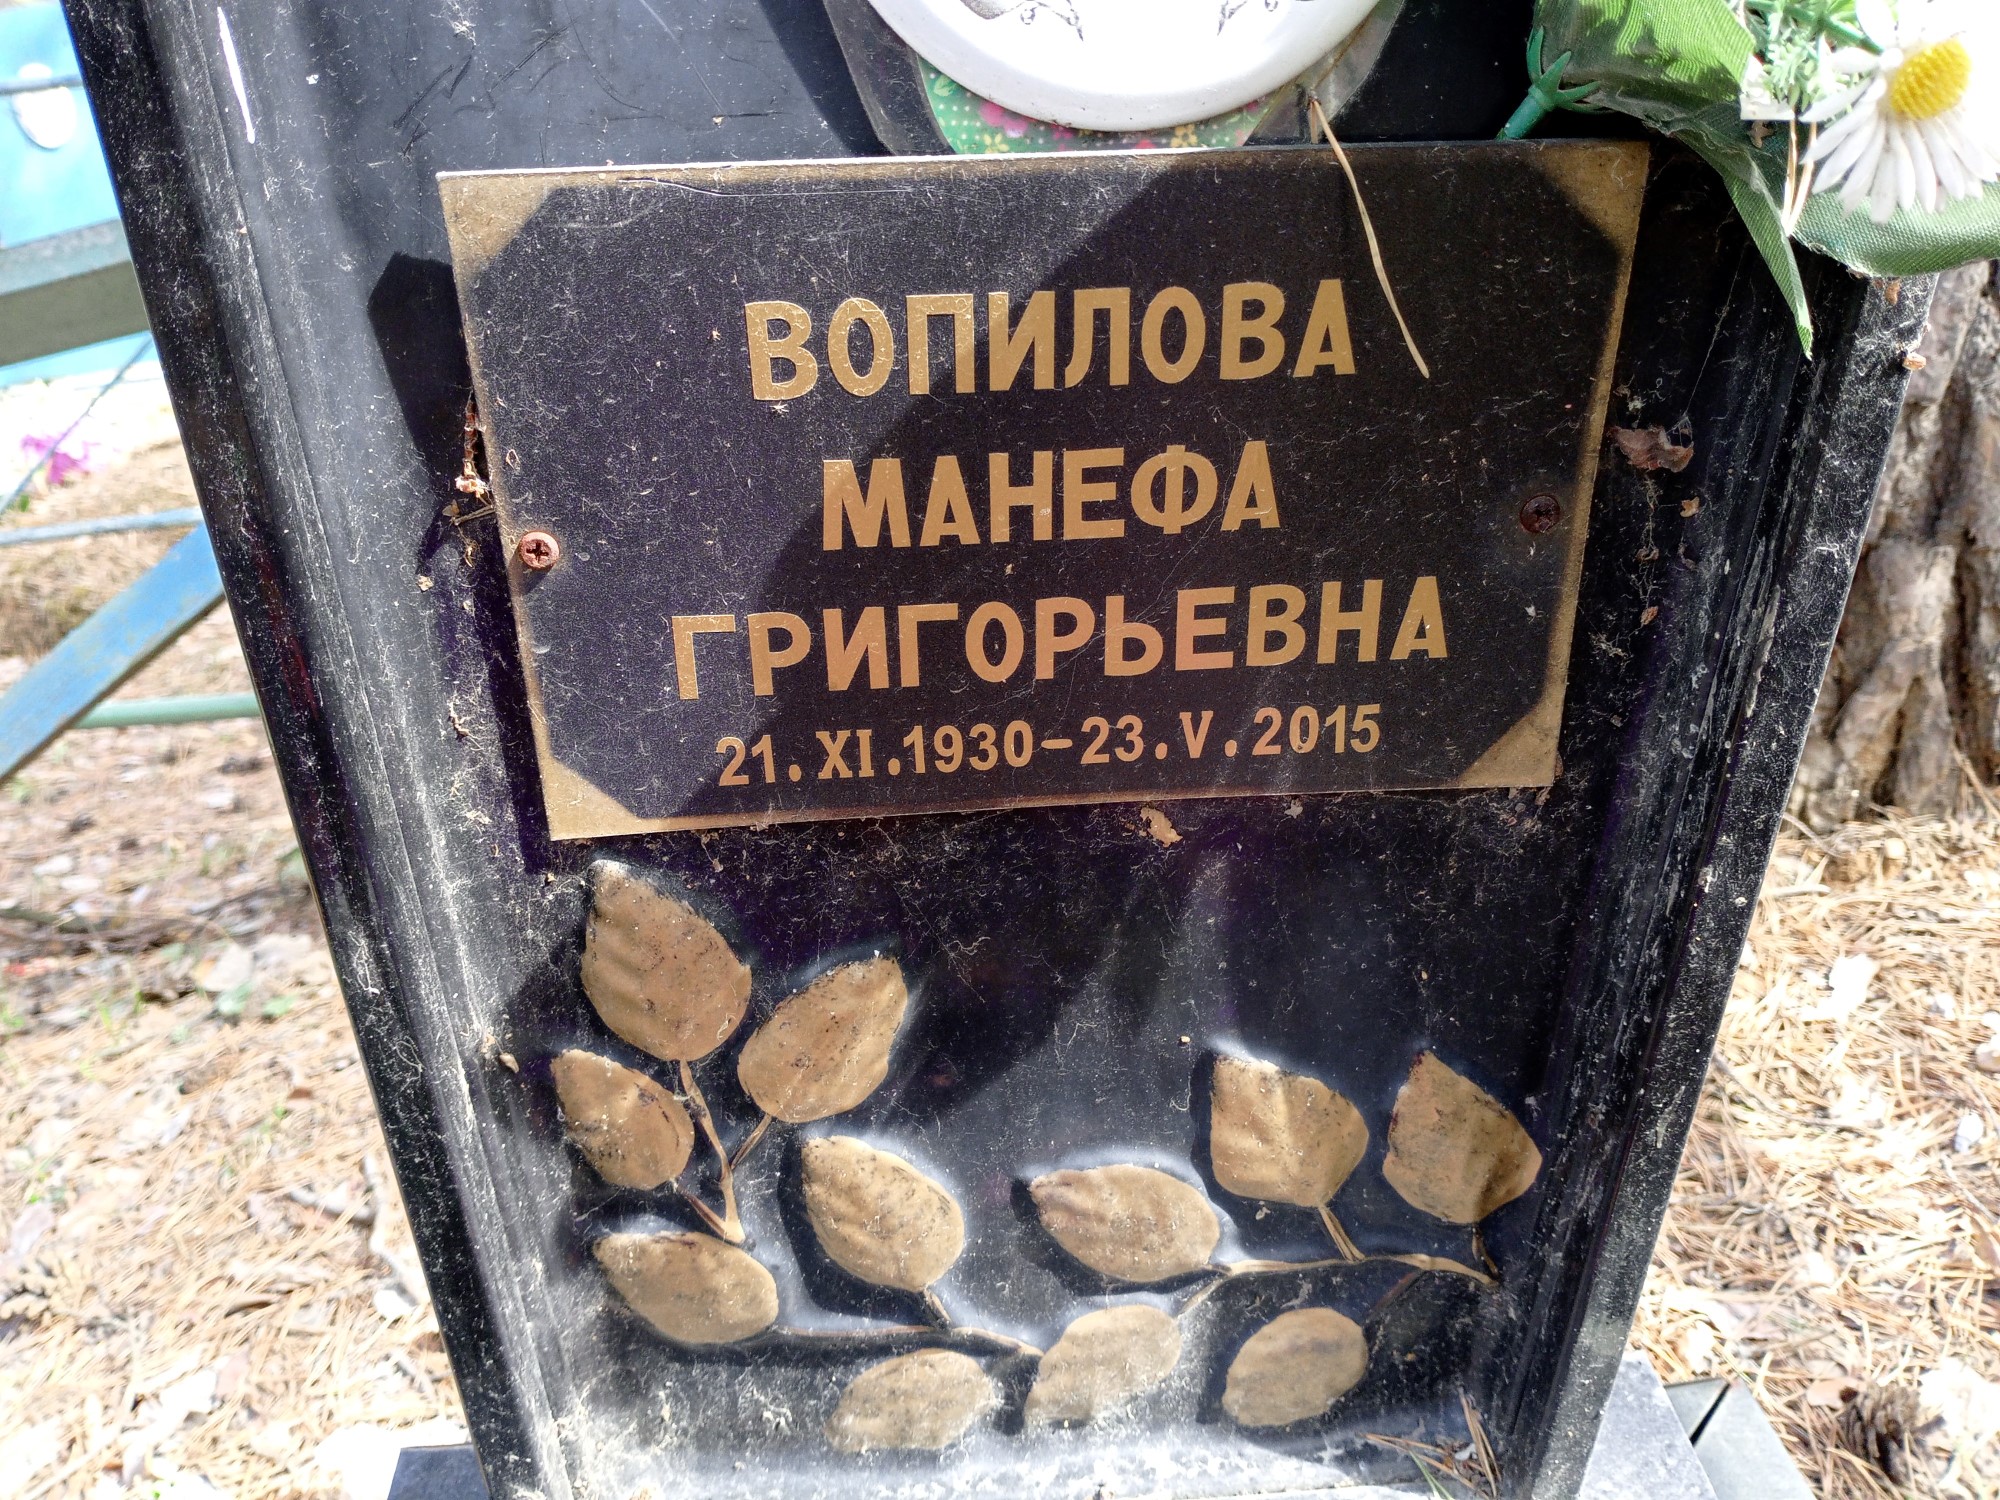 ВОПИЛОВА
МАНЕФА
ГРИГОРЬЕВНА
21.XI.1930-23.V.2015